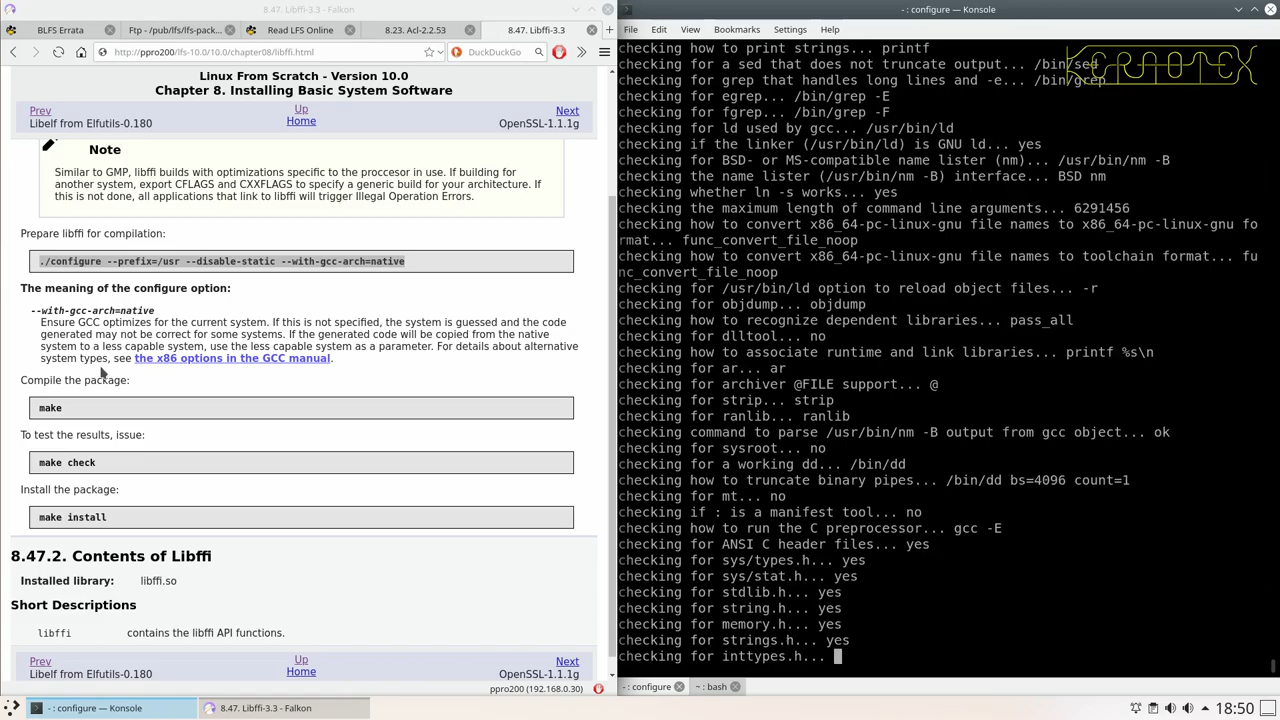 8.47. Libffi-3.3 - Falkon
BLFS Errata
Ftp - /pub/lfs/lfs-pack...
Read LFS Online
8.23. Acl-2.2.53
8.47. Libffi-3.3
http://ppro200/lfs-10.0/10.0/chapter08/libffi.html
DuckDuckGo
Linux From Scratch - Version 10.0
Chapter 8. Installing Basic System Software
Prev
Up
Next
Libelf from Elfutils-0.180
Home
OpenSSL-1.1.1g
Note
Similar to GMP, libffi builds with optimizations specific to the proccesor in use. If building for
another system, export CFLAGS and CXXFLAGS to specify a generic build for your architecture. If
this is not done, all applications that link to libffi will trigger Illegal Operation Errors.
Prepare libffi for compilation:
./configure --prefix=/usr --disable-static --with-gcc-arch=native
The meaning of the configure option:
--with-gcc-arch=native
Ensure GCC optimizes for the current system. If this is not specified, the system is guessed and the code
generated may not be correct for some systems. If the generated code will be copied from the native
system to a less capable system, use the less capable system as a parameter. For details about alternative
system types, see the x86 options in the GCC manual.
Compile the package:
make
To test the results, issue:
make check
Install the package:
make install
8.47.2. Contents of Libffi
Installed library: libffi.so
Short Descriptions
libffi contains the libffi API functions.
Prev
Up
Next
Libelf from Elfutils-0.180
Home
OpenSSL-1.1.1g
ppro200 (192.168.0.30)
- : configure — Konsole
File Edit View Bookmarks Settings Help
KERNOTEX
checking how to print strings... printf
checking for a sed that does not truncate output... /bin/sed
checking for grep that handles long lines and -e... /bin/grep
checking for egrep... /bin/grep -E
checking for fgrep... /bin/grep -F
checking for ld used by gcc... /usr/bin/ld
checking if the linker (/usr/bin/ld) is GNU ld... yes
checking for BSD- or MS-compatible name lister (nm)... /usr/bin/nm -B
checking the name lister (/usr/bin/nm -B) interface... BSD nm
checking whether ln -s works... yes
checking the maximum length of command line arguments... 6291456
checking how to convert x86_64-pc-linux-gnu file names to x86_64-pc-linux-gnu fo
rmat... func_convert_file_noop
checking how to convert x86_64-pc-linux-gnu file names to toolchain format... fu
nc_convert_file_noop
checking for /usr/bin/ld option to reload object files... -r
checking for objdump... objdump
checking how to recognize dependent libraries... pass_all
checking for dlltool... no
checking how to associate runtime and link libraries... printf %s\n
checking for ar... ar
checking for archiver @FILE support... @
checking for strip... strip
checking for ranlib... ranlib
checking command to parse /usr/bin/nm -B output from gcc object... ok
checking for sysroot... no
checking for a working dd... /bin/dd
checking how to truncate binary pipes... /bin/dd bs=4096 count=1
checking for mt... no
checking if : is a manifest tool... no
checking how to run the C preprocessor... gcc -E
checking for ANSI C header files... yes
checking for sys/types.h... yes
checking for sys/stat.h... yes
checking for stdlib.h... yes
checking for string.h... yes
checking for memory.h... yes
checking for strings.h... yes
checking for inttypes.h...
- : configure
~ : bash
- : configure — Konsole
8.47. Libffi-3.3 - Falkon
18:50